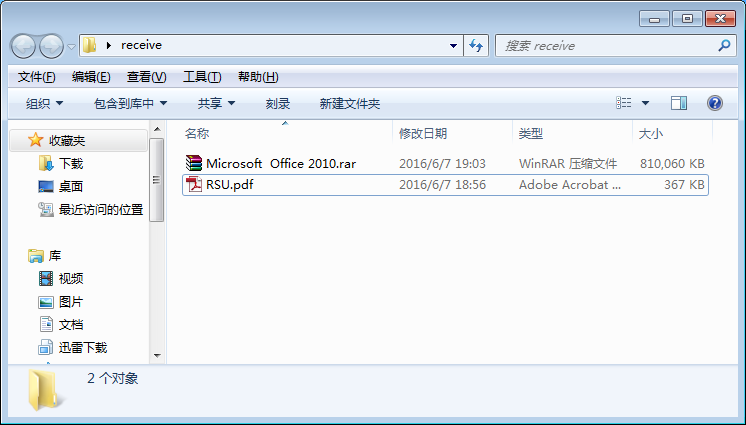 receive
搜索 receive
文件(F) 编辑(E) 查看(V) 工具(T) 帮助(H)
组织 包含到库中 共享 刻录 新建文件夹
收藏夹
下载
桌面
最近访问的位置
库
视频
图片
文档
迅雷下载
名称 修改日期 类型 大小
Microsoft Office 2010.rar 2016/6/7 19:03 WinRAR 压缩文件 810,060 KB
RSU.pdf 2016/6/7 18:56 Adobe Acrobat ... 367 KB
2 个对象